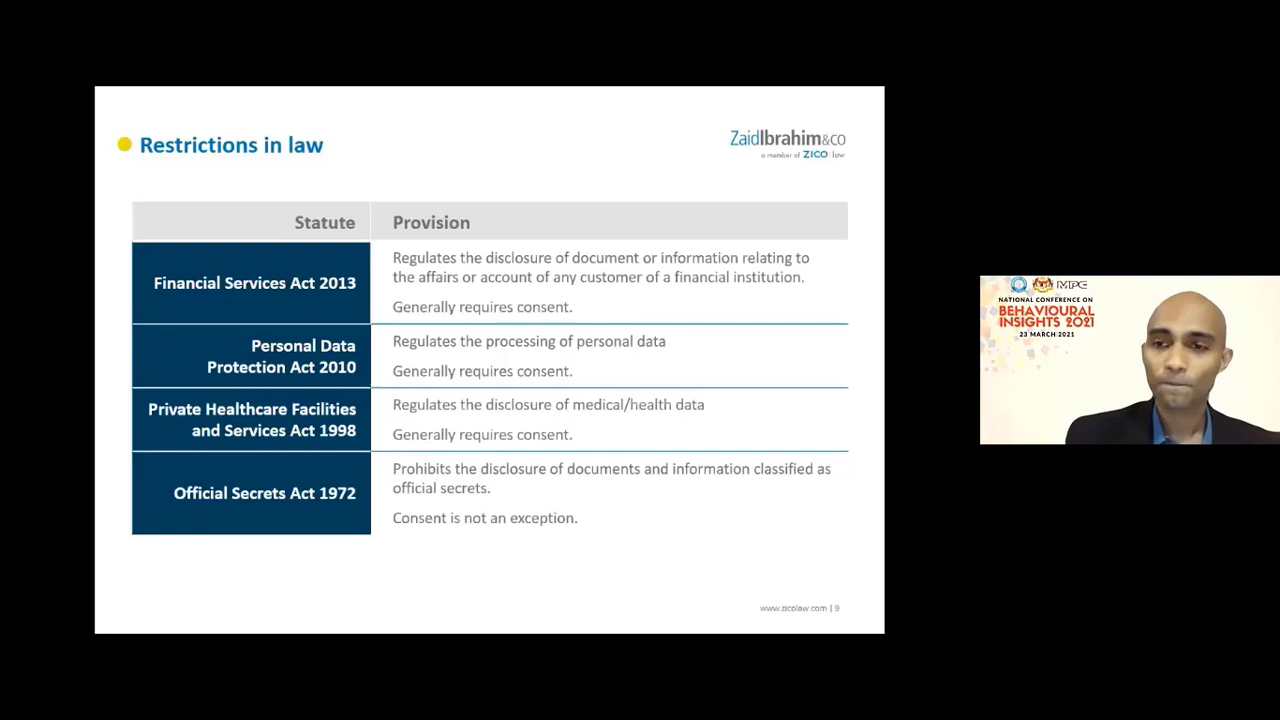 Restrictions in law
ZaidIbrahim&co
a member of ZICO law
Statute
Provision
Financial Services Act 2013
Regulates the disclosure of document or information relating to
the affairs or account of any customer of a financial institution.
Generally requires consent.
Personal Data
Protection Act 2010
Regulates the processing of personal data
Generally requires consent.
Private Healthcare Facilities
and Services Act 1998
Regulates the disclosure of medical/health data
Generally requires consent.
Official Secrets Act 1972
Prohibits the disclosure of documents and information classified as
official secrets.
Consent is not an exception.
www.zicolaw.com | 9
MPC
NATIONAL CONFERENCE ON
BEHAVIOURAL
INSIGHTS 2021
23 MARCH 2021